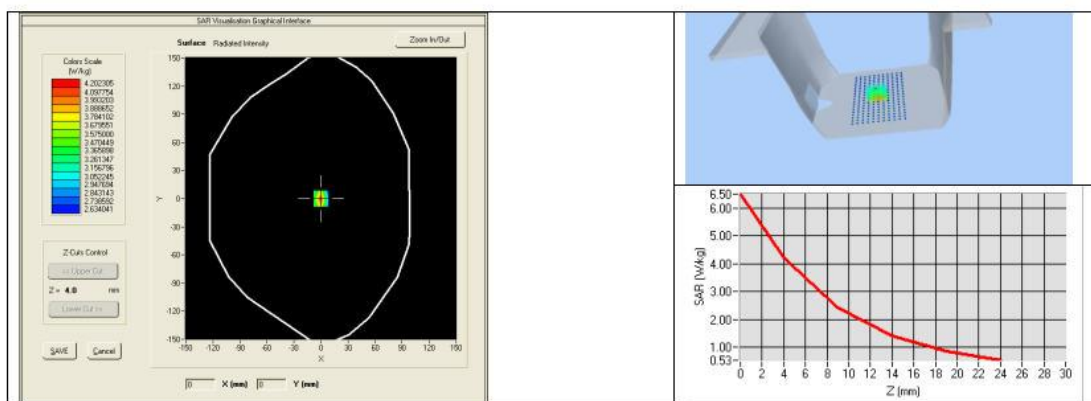 SAR Visualisation Graphical Interface
Surface Radiated Intensity
Zoom In/Out
Colors Scale
(W/kg)
4.202305
4.097754
3.993203
3.888652
3.784102
3.679551
3.575000
3.470449
3.365898
3.261347
3.156796
3.052245
2.947694
2.843143
2.738592
2.634041
Z-Cuts Control
<< Upper Cut
Z = 4.0 mm
Lower Cut >>
SAVE Cancel
150
120
90
60
30
0
-30
-60
-90
-120
-150
Y
-150 -120 -90 -60 -30 0 30 60 90 120 150
X
0 X (mm) 0 Y (mm)
6.50
6.00
5.00
4.00
3.00
2.00
1.00
0.53
SAR (W/kg)
0 2 4 6 8 10 12 14 16 18 20 22 24 26 28 30
Z (mm)